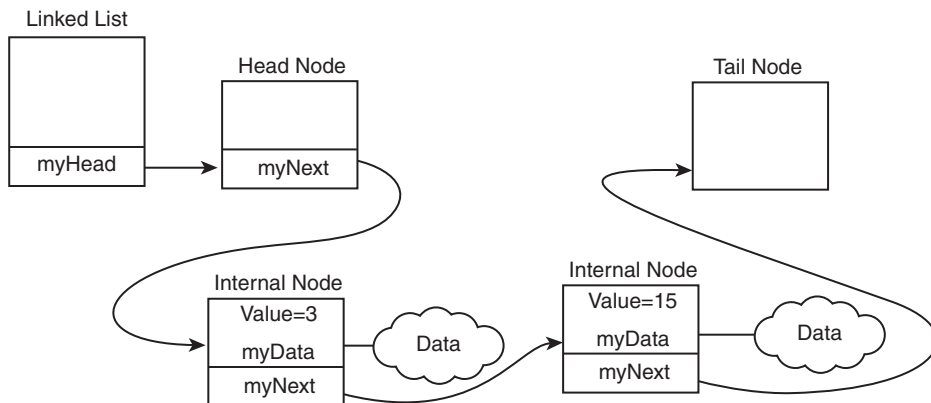 Linked List
myHead
Head Node
myNext
Tail Node
Internal Node
Value=3
myData
myNext
Data
Internal Node
Value=15
myData
myNext
Data